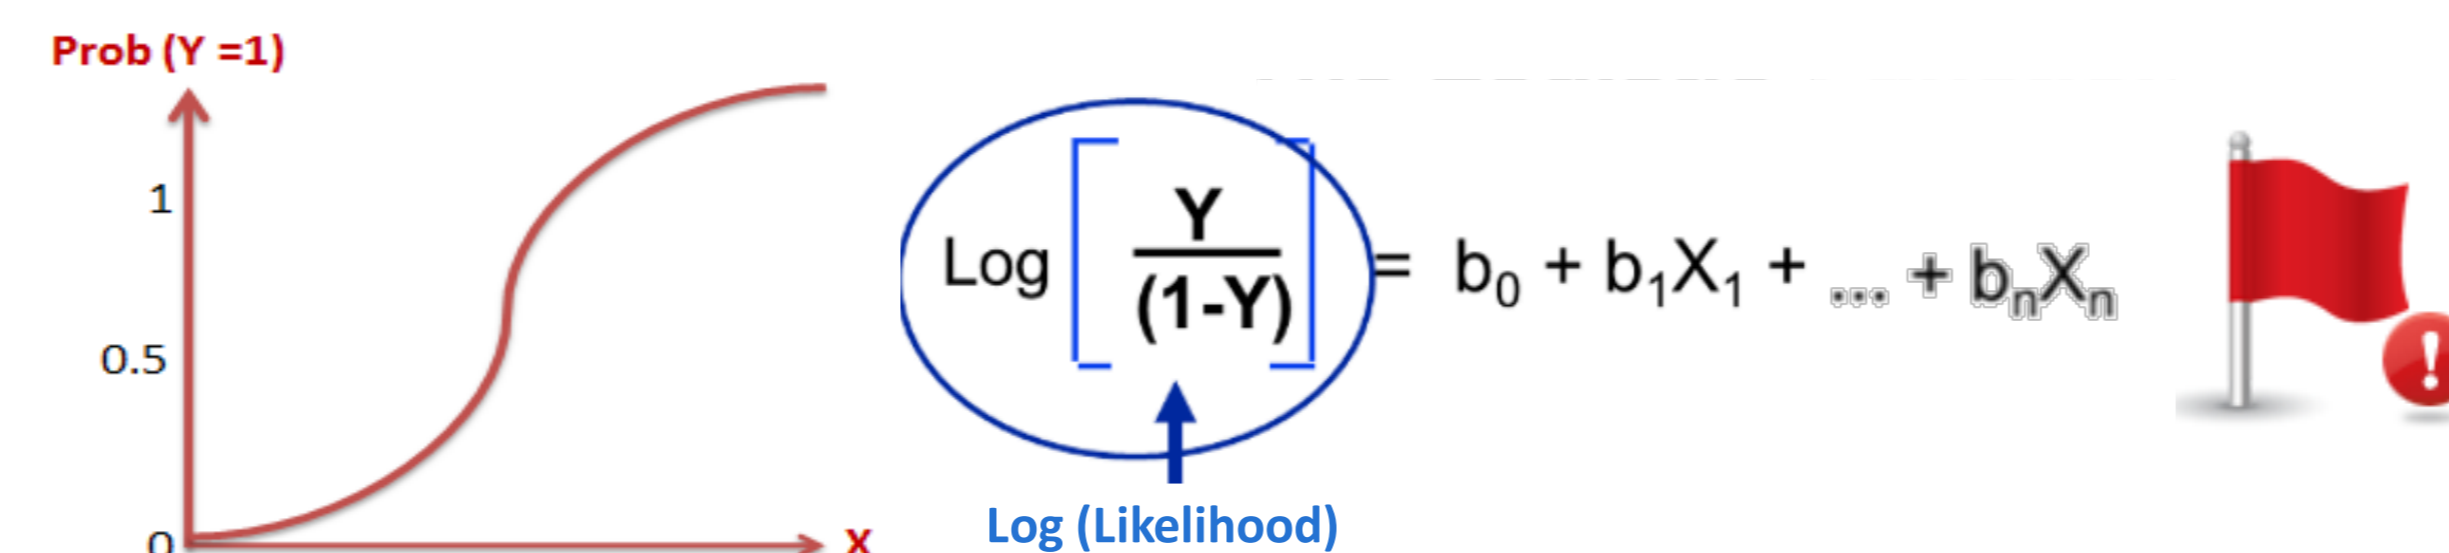 Prob (Y =1)
1
0.5
0
X
Log [ Y / (1-Y) ] = b₀ + b₁X₁ + ... + bₙXₙ
!
Log (Likelihood)